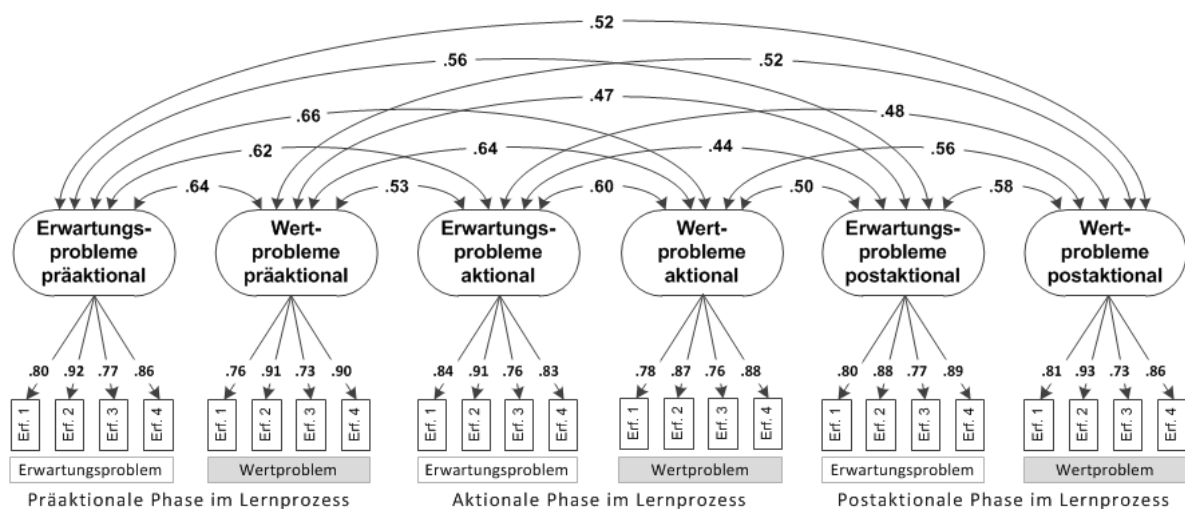 .52
.56 .52
.47
.66 .48
.62 .64 .44 .56
.64 .53 .60 .50 .58
Erwartungs-
probleme
präaktional
Wert-
probleme
präaktional
Erwartungs-
probleme
aktional
Wert-
probleme
aktional
Erwartungs-
probleme
postaktional
Wert-
probleme
postaktional
.80 .92 .77 .86
.76 .91 .73 .90
.84 .91 .76 .83
.78 .87 .76 .88
.80 .88 .77 .89
.81 .93 .73 .86
Erf. 1 Erf. 2 Erf. 3 Erf. 4
Erf. 1 Erf. 2 Erf. 3 Erf. 4
Erf. 1 Erf. 2 Erf. 3 Erf. 4
Erf. 1 Erf. 2 Erf. 3 Erf. 4
Erf. 1 Erf. 2 Erf. 3 Erf. 4
Erf. 1 Erf. 2 Erf. 3 Erf. 4
Erwartungsproblem
Wertproblem
Erwartungsproblem
Wertproblem
Erwartungsproblem
Wertproblem
Präaktionale Phase im Lernprozess
Aktionale Phase im Lernprozess
Postaktionale Phase im Lernprozess